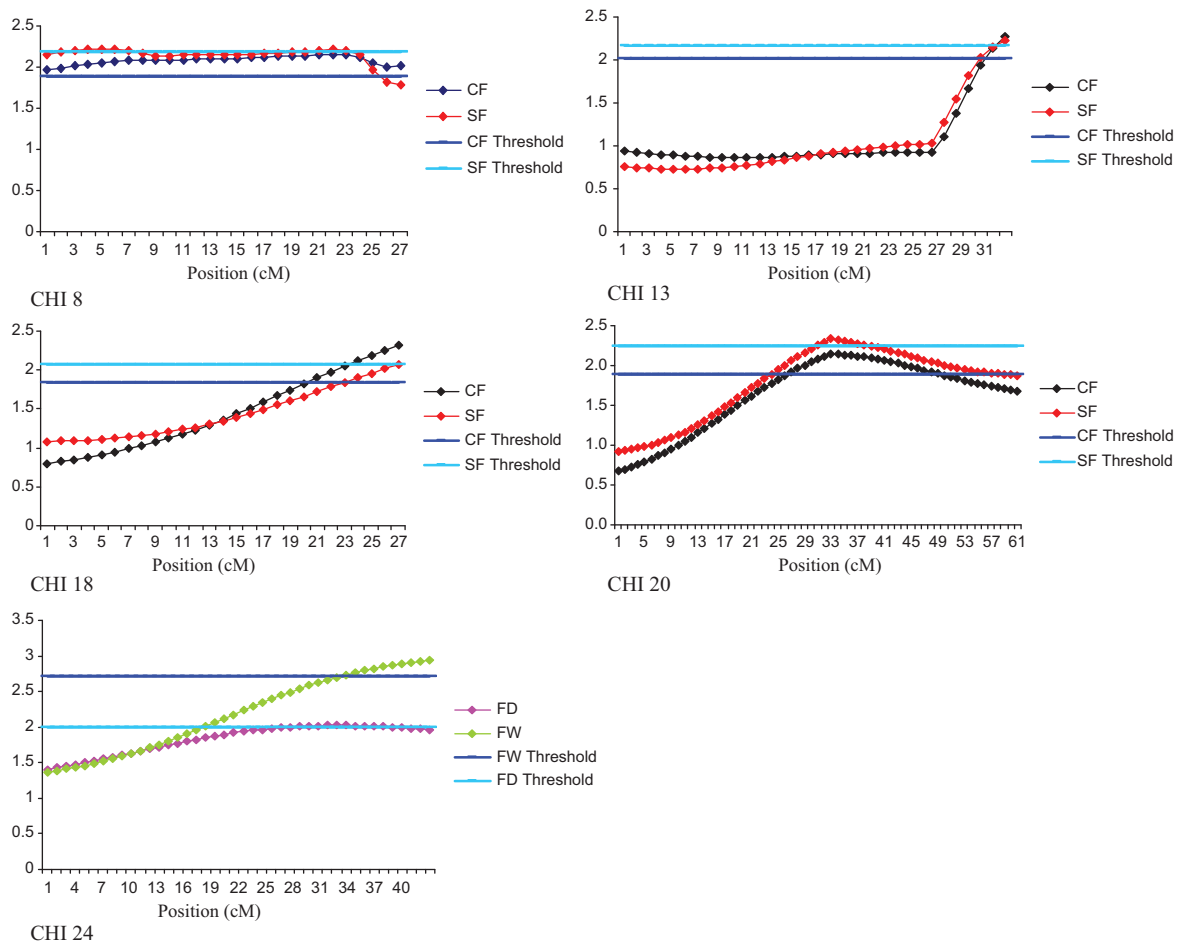 2.5
2
1.5
1
0.5
0
1 3 5 7 9 11 13 15 17 19 21 23 25 27
Position (cM)
CF
SF
CF Threshold
SF Threshold
CHI 8
2.5
2
1.5
1
0.5
0
1 3 5 7 9 11 13 15 17 19 21 23 25 27 29 31
Position (cM)
CF
SF
CF Threshold
SF Threshold
CHI 13
2.5
2
1.5
1
0.5
0
1 3 5 7 9 11 13 15 17 19 21 23 25 27
Position (cM)
CF
SF
CF Threshold
SF Threshold
CHI 18
2.5
2.0
1.5
1.0
0.5
0.0
1 5 9 13 17 21 25 29 33 37 41 45 49 53 57 61
Position (cM)
CF
SF
CF Threshold
SF Threshold
CHI 20
3.5
3
2.5
2
1.5
1
0.5
0
1 4 7 10 13 16 19 22 25 28 31 34 37 40
Position (cM)
FD
FW
FW Threshold
FD Threshold
CHI 24